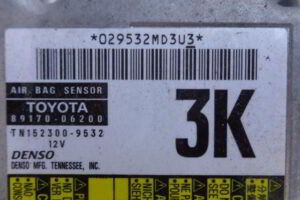 *029532MD3U3*
AIR BAG SENSOR
TOYOTA
89170-06200
3K
TN152300-9532
12V
DENSO
DENSO MFG. TENNESSEE, INC.